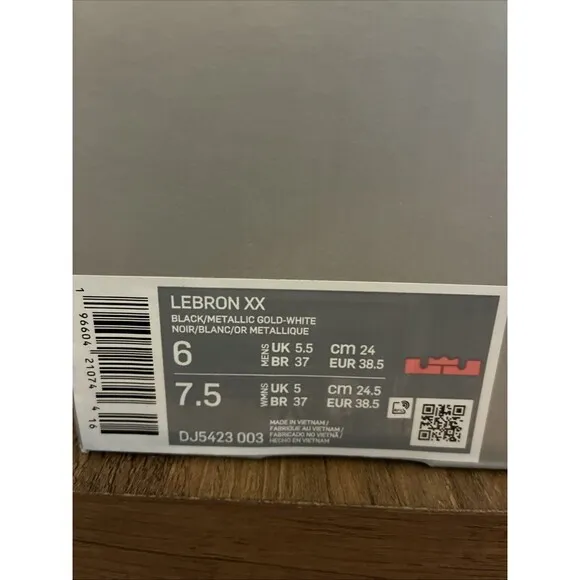 LEBRON XX
BLACK/METALLIC GOLD-WHITE
NOIR/BLANC/OR METALLIQUE
6 MENS UK 5.5 cm 24
BR 37 EUR 38.5
7.5 WMNS UK 5 cm 24.5
BR 37 EUR 38.5
DJ5423 003
MADE IN VIETNAM /
FABRIQUE AU VIETNAM /
FABRICADO NO VIETNÃ /
HECHO EN VIETNAM
1 96604 21074 4 16